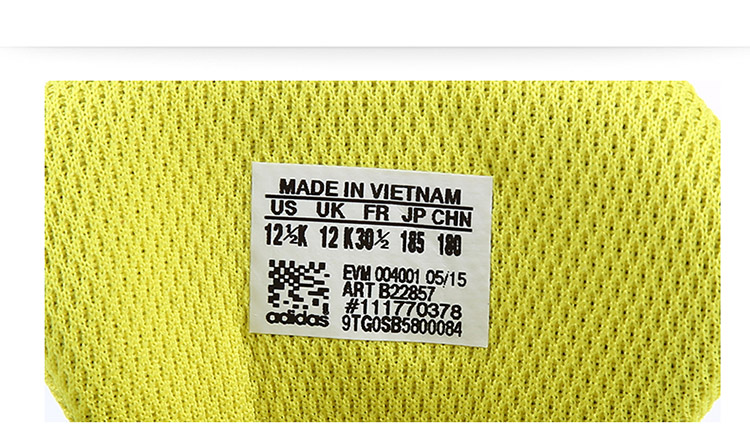 MADE IN VIETNAM
US UK FR JP CHN
12½K 12 K30½ 185 180
EVM 004001 05/15
ART B22857
#111770378
adidas 9TG0SB5800084